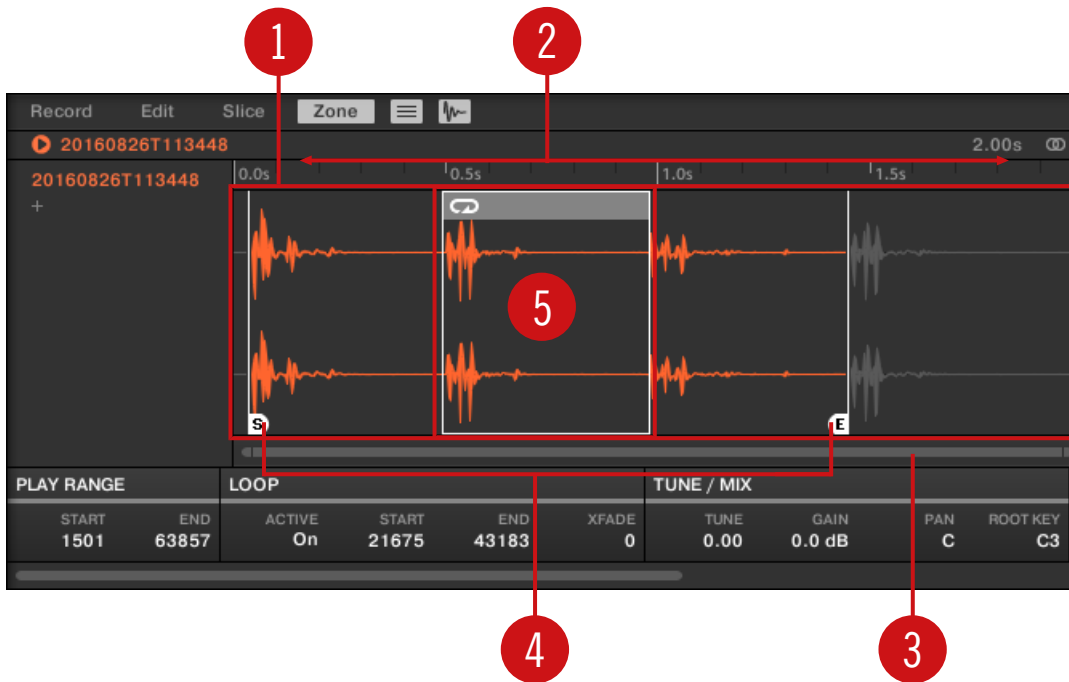 1 2
Record Edit Slice Zone
20160826T113448 2.00s
20160826T113448 0.0s 0.5s 1.0s 1.5s
+
5
S E
PLAY RANGE LOOP TUNE / MIX
START END ACTIVE START END XFADE TUNE GAIN PAN ROOT KEY
1501 63857 On 21675 43183 0 0.00 0.0 dB C C3
4 3